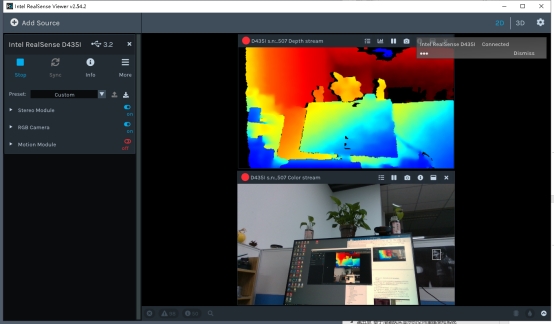 Intel RealSense Viewer v2.54.2
Add Source
2D | 3D
Intel RealSense D435I 3.2
Stop Sync Info More
Preset: Custom
Stereo Module on
RGB Camera on
Motion Module off
D435I s.n.:507 Depth stream
Intel RealSense D435I Connected
Dismiss
D435I s.n.:507 Color stream